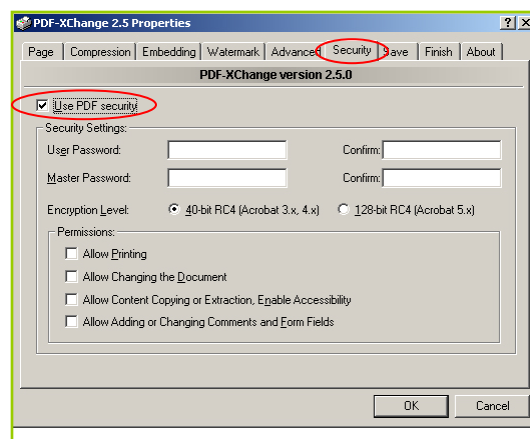 PDF-XChange 2.5 Properties
Page Compression Embedding Watermark Advanced Security Save Finish About
PDF-XChange version 2.5.0
Use PDF security
Security Settings:
User Password: Confirm:
Master Password: Confirm:
Encryption Level: 40-bit RC4 (Acrobat 3.x, 4.x) 128-bit RC4 (Acrobat 5.x)
Permissions:
Allow Printing
Allow Changing the Document
Allow Content Copying or Extraction, Enable Accessibility
Allow Adding or Changing Comments and Form Fields
OK Cancel